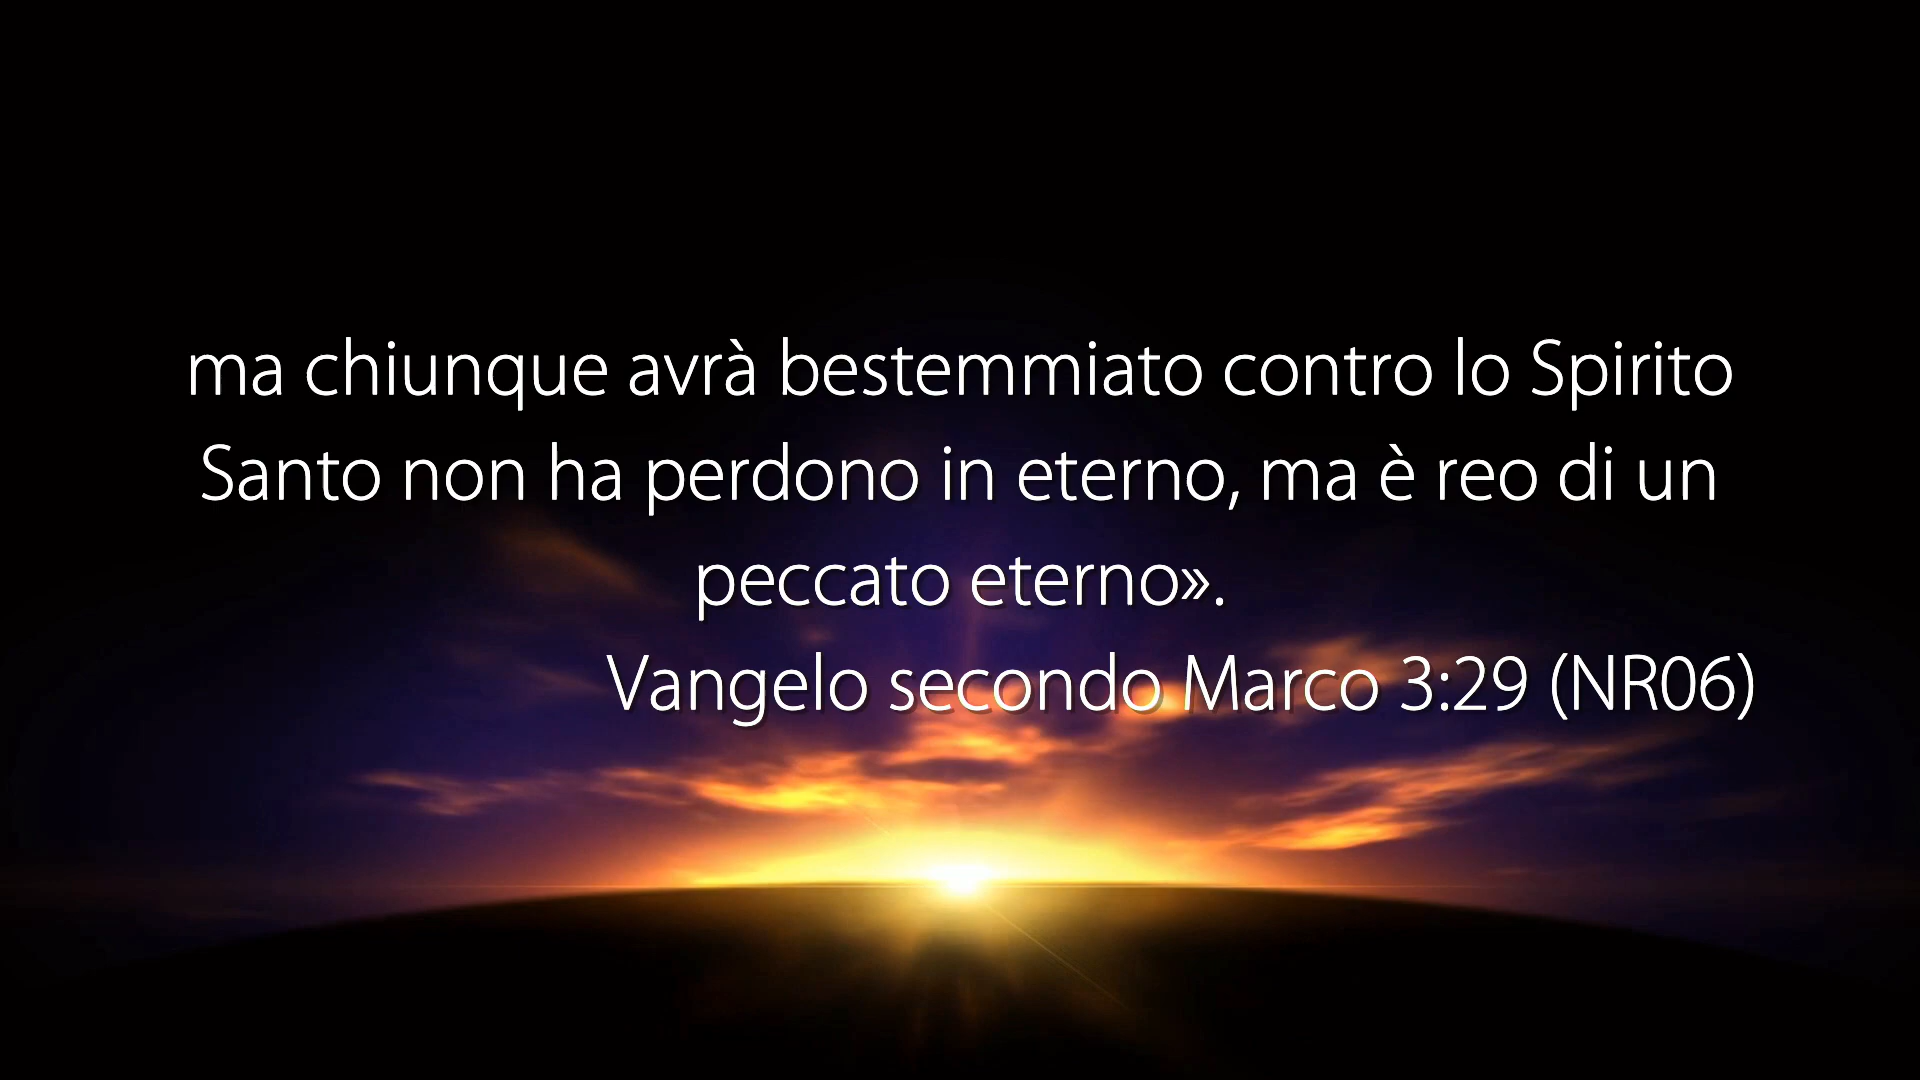 ma chiunque avrà bestemmiato contro lo Spirito
Santo non ha perdono in eterno, ma è reo di un
peccato eterno».
Vangelo secondo Marco 3:29 (NR06)